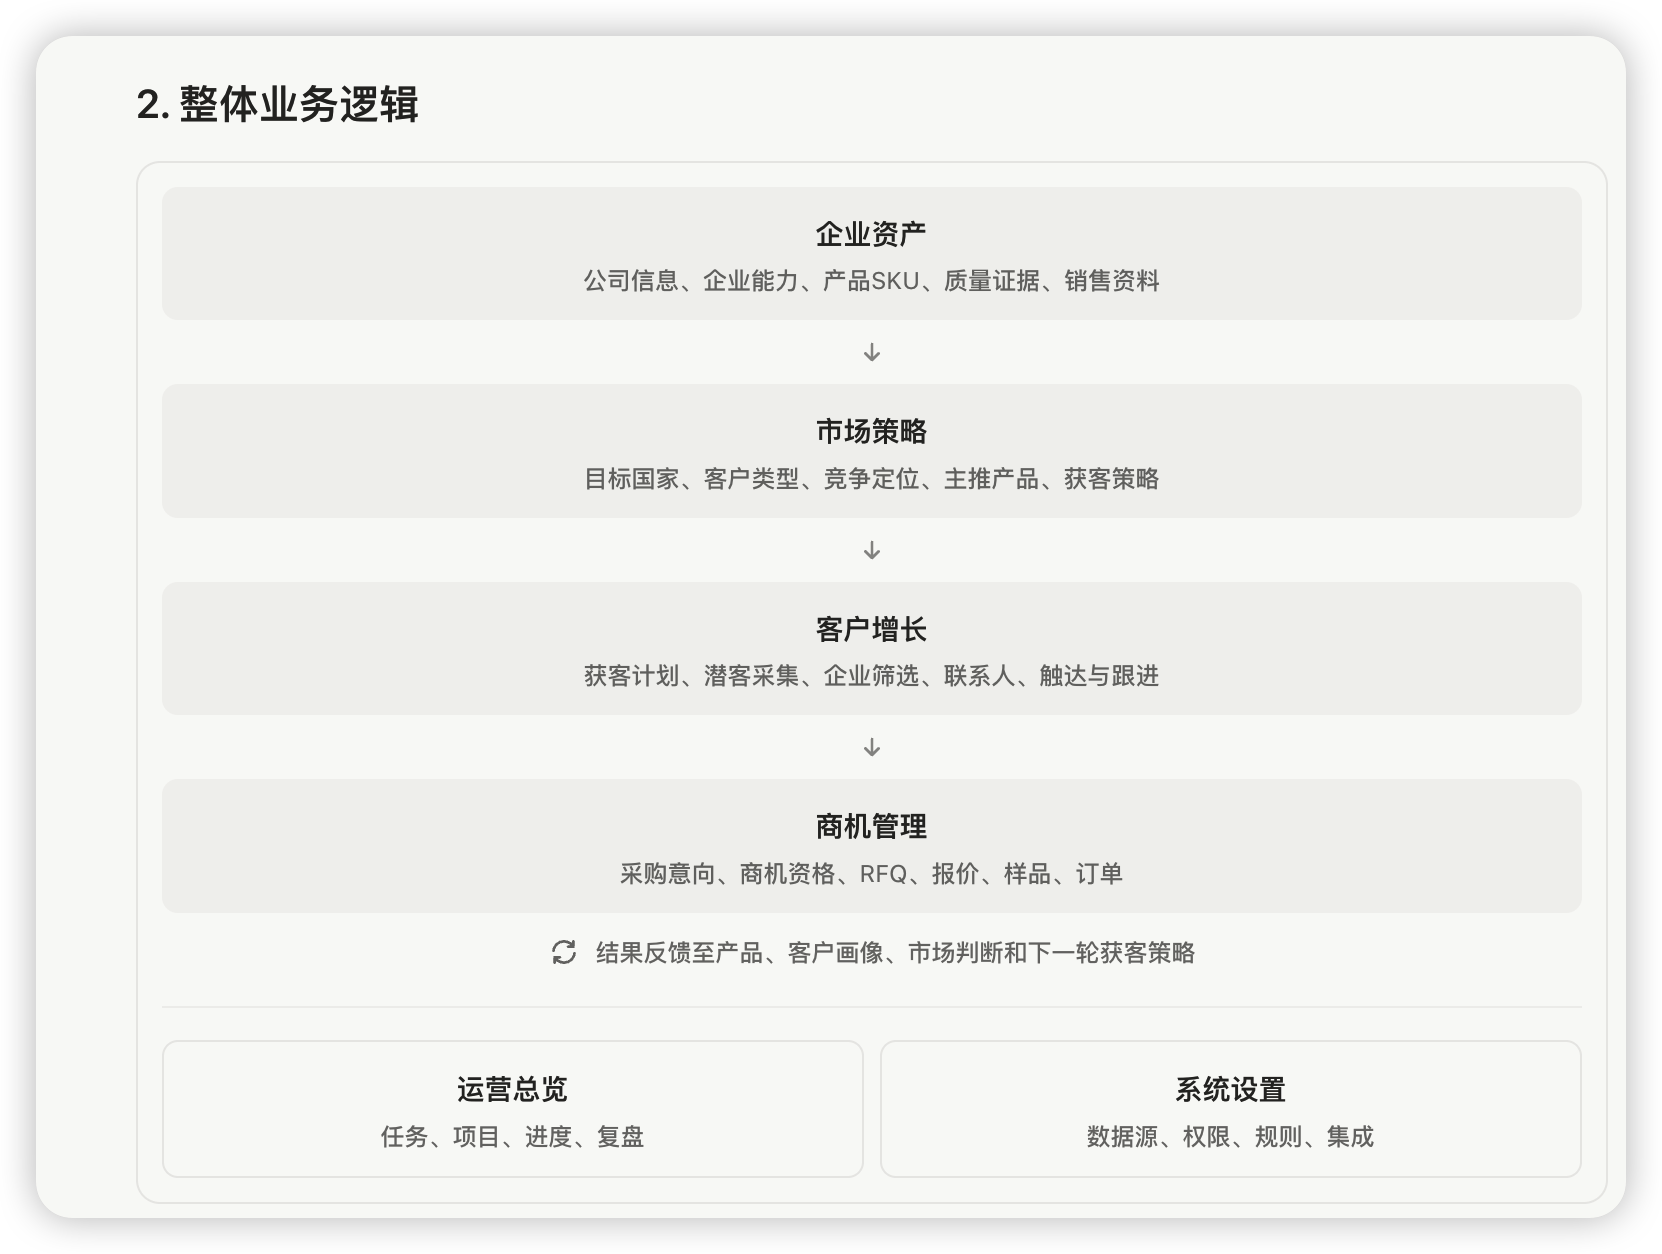 2. 整体业务逻辑
企业资产
公司信息、企业能力、产品SKU、质量证据、销售资料
市场策略
目标国家、客户类型、竞争定位、主推产品、获客策略
客户增长
获客计划、潜客采集、企业筛选、联系人、触达与跟进
商机管理
采购意向、商机资格、RFQ、报价、样品、订单
结果反馈至产品、客户画像、市场判断和下一轮获客策略
运营总览
任务、项目、进度、复盘
系统设置
数据源、权限、规则、集成